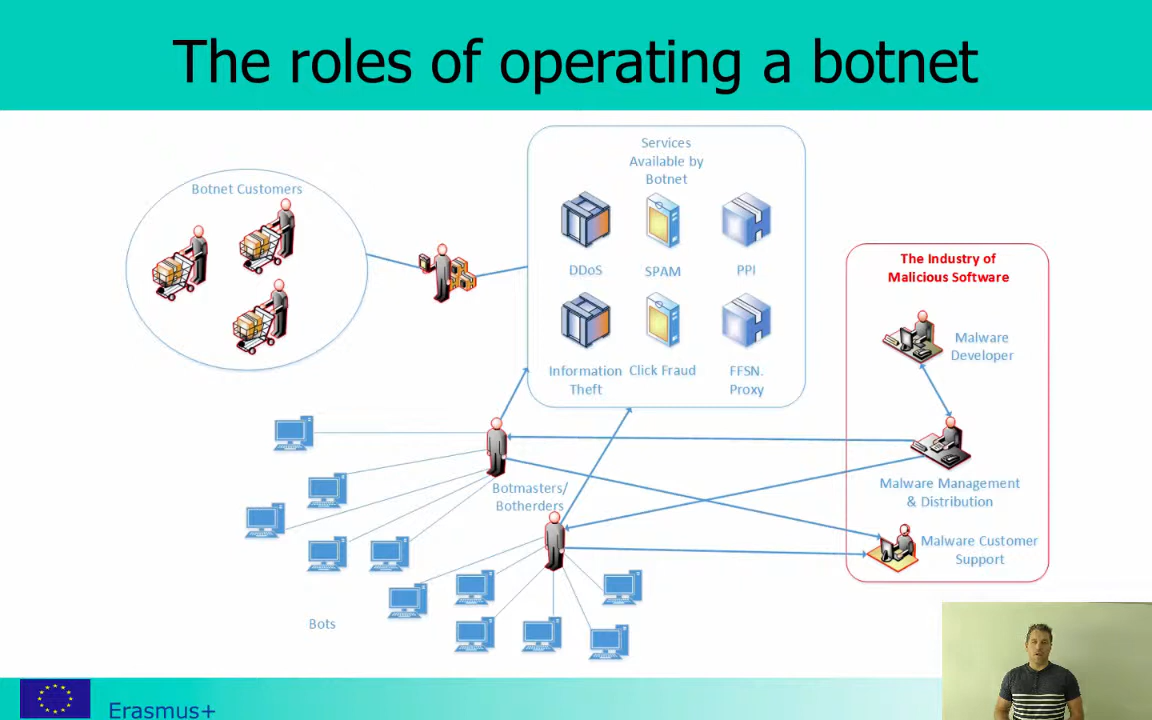 The roles of operating a botnet
Botnet Customers
Services
Available by
Botnet
DDoS
SPAM
PPI
Information
Theft
Click Fraud
FFSN.
Proxy
The Industry of
Malicious Software
Malware
Developer
Malware Management
& Distribution
Malware Customer
Support
Botmasters/
Botherders
Bots
Erasmus+